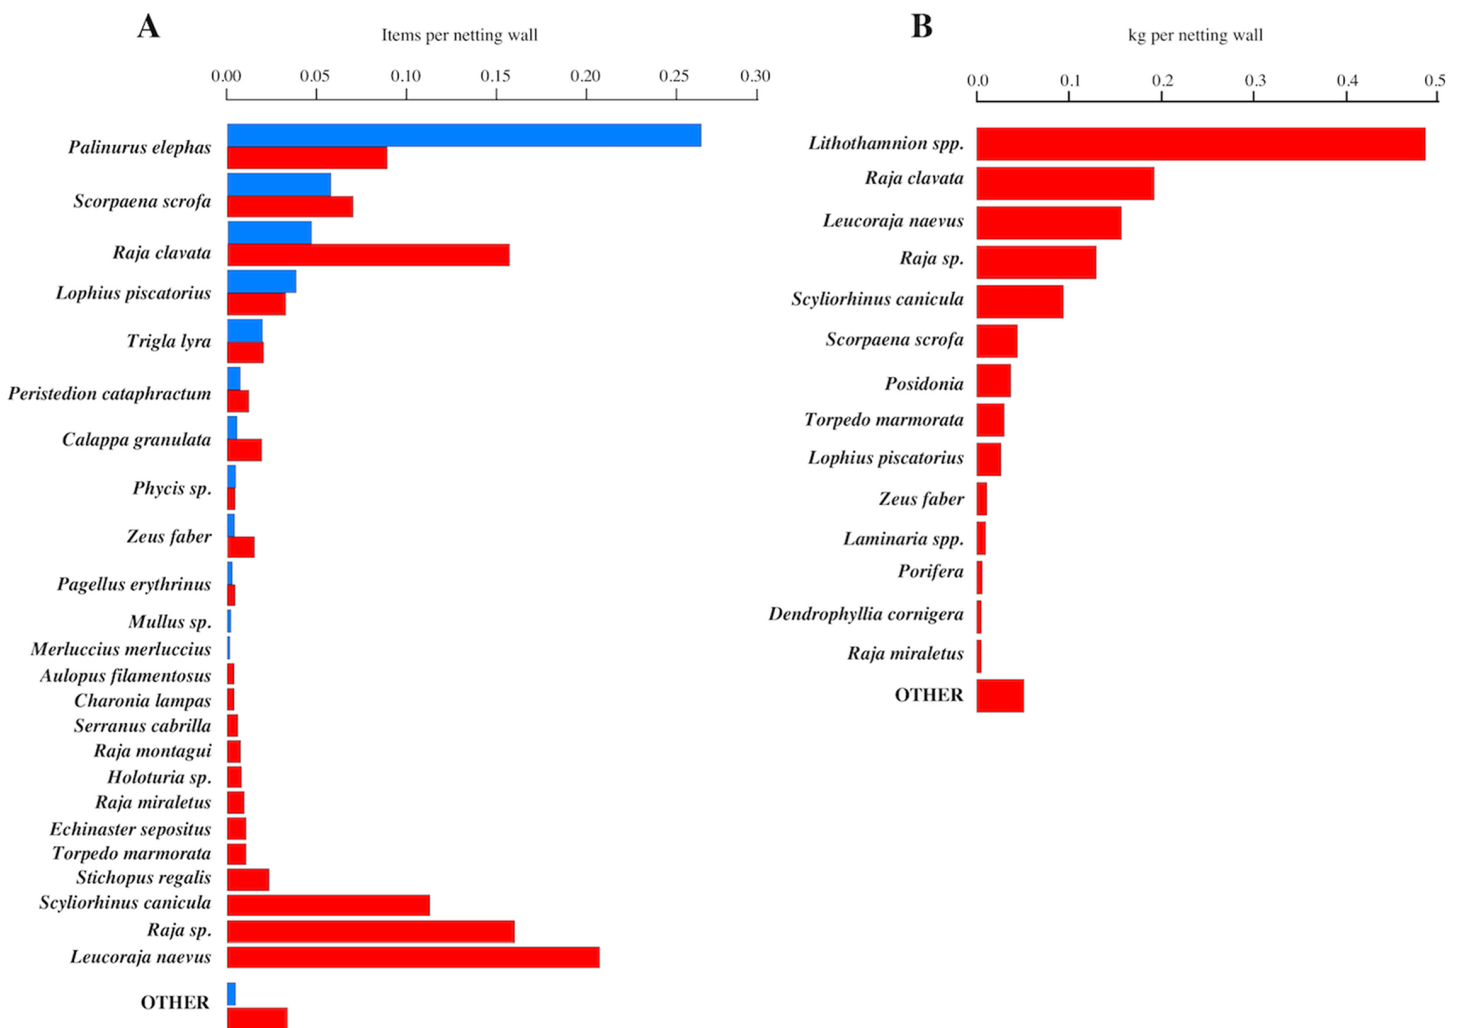 A
Items per netting wall
0.00 0.05 0.10 0.15 0.20 0.25 0.30
Palinurus elephas
Scorpaena scrofa
Raja clavata
Lophius piscatorius
Trigla lyra
Peristedion cataphractum
Calappa granulata
Phycis sp.
Zeus faber
Pagellus erythrinus
Mullus sp.
Merluccius merluccius
Aulopus filamentosus
Charonia lampas
Serranus cabrilla
Raja montagui
Holoturia sp.
Raja miraletus
Echinaster sepositus
Torpedo marmorata
Stichopus regalis
Scyliorhinus canicula
Raja sp.
Leucoraja naevus
OTHER
B
kg per netting wall
0.0 0.1 0.2 0.3 0.4 0.5
Lithothamnion spp.
Raja clavata
Leucoraja naevus
Raja sp.
Scyliorhinus canicula
Scorpaena scrofa
Posidonia
Torpedo marmorata
Lophius piscatorius
Zeus faber
Laminaria spp.
Porifera
Dendrophyllia cornigera
Raja miraletus
OTHER